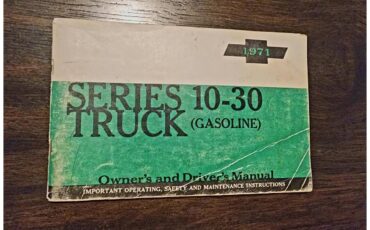 1971
SERIES 10-30
TRUCK (GASOLINE)
Owner's and Driver's Manual
IMPORTANT OPERATING, SAFETY AND MAINTENANCE INSTRUCTIONS